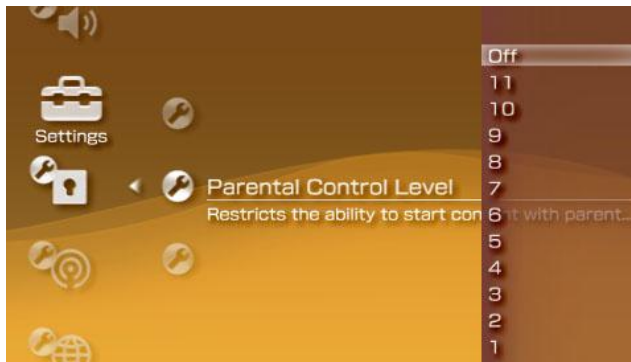 Off
11
10
Settings
9
8
Parental Control Level
7
Restricts the ability to start con  nt with parent...
6
5
4
3
2
1